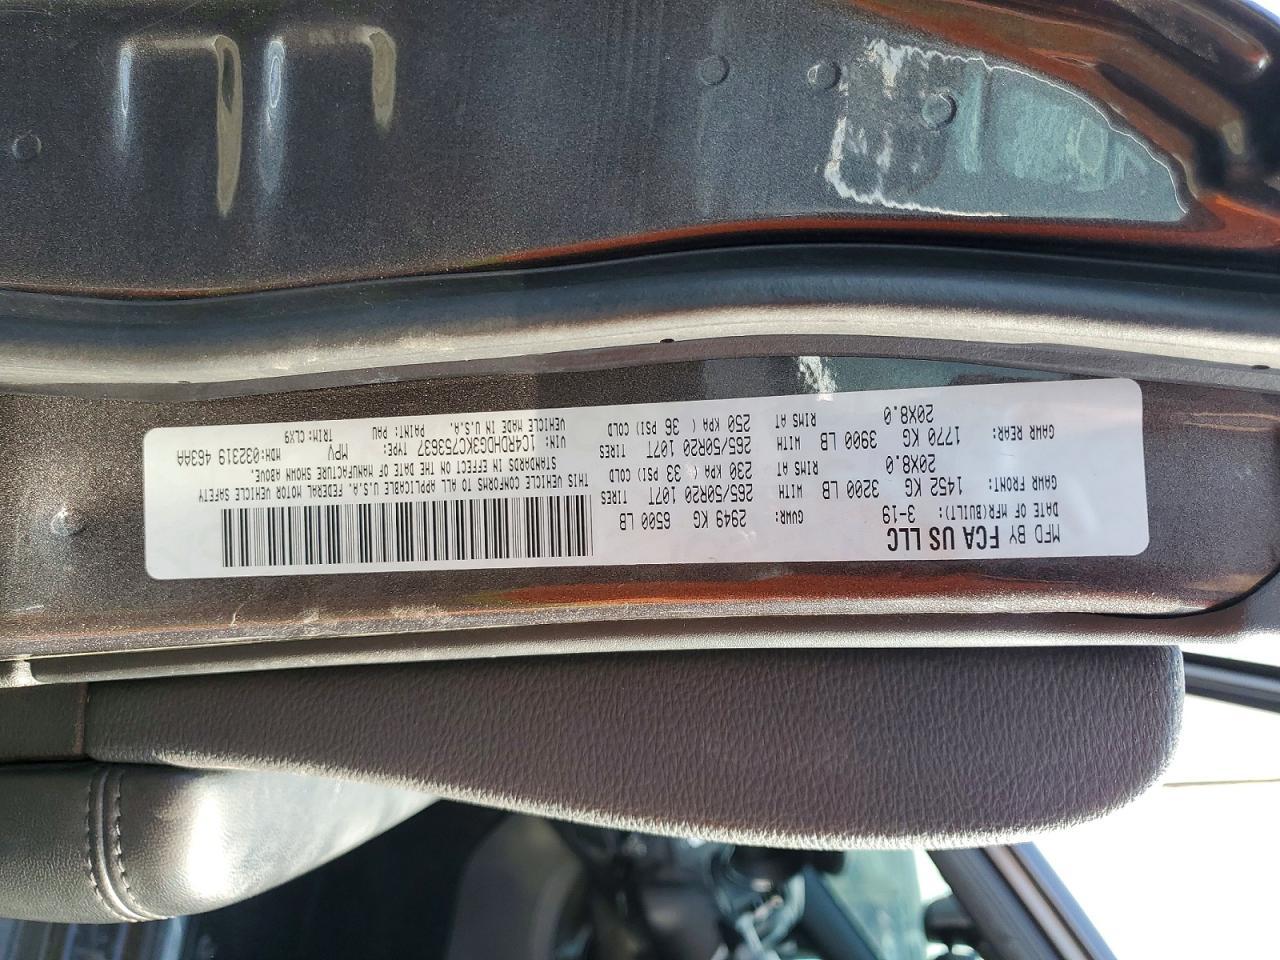 MFD BY FCA US LLC
DATE OF MFR(BUILT): 3-19 GVWR: 2949 KG 6500 LB
GAWR FRONT: 1452 KG 3200 LB WITH 265/50R20 107T TIRES
20X8.0 RIMS AT 230 KPA ( 33 PSI) COLD
GAWR REAR: 1770 KG 3900 LB WITH 265/50R20 107T TIRES
20X8.0 RIMS AT 250 KPA ( 36 PSI) COLD
THIS VEHICLE CONFORMS TO ALL APPLICABLE U.S.A. FEDERAL MOTOR VEHICLE SAFETY
STANDARDS IN EFFECT ON THE DATE OF MANUFACTURE SHOWN ABOVE.
VIN: 1C4RDHDG3KC753637 TYPE: MPV MDH:032319 463AA
VEHICLE MADE IN U.S.A. PAINT: PAU TRIM: CLX9